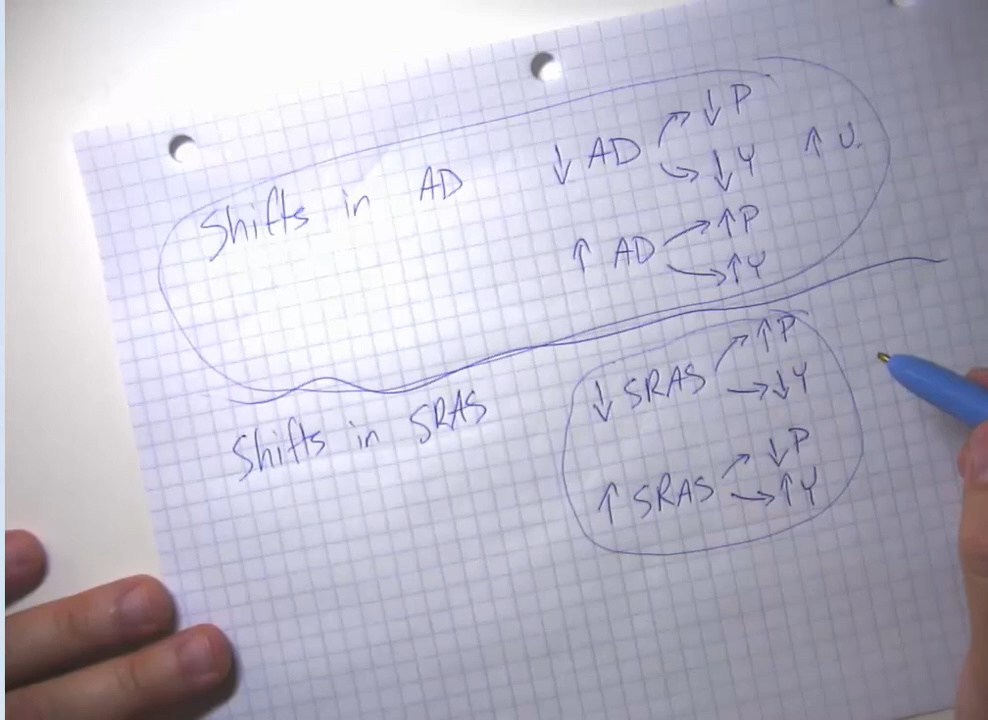 Shifts in AD
↓ AD → ↓ P
→ ↓ Y
↑ U.
↑ AD → ↑ P
→ ↑ Y
Shifts in SRAS
↓ SRAS → ↑ P
→ ↓ Y
↑ SRAS → ↓ P
→ ↑ Y